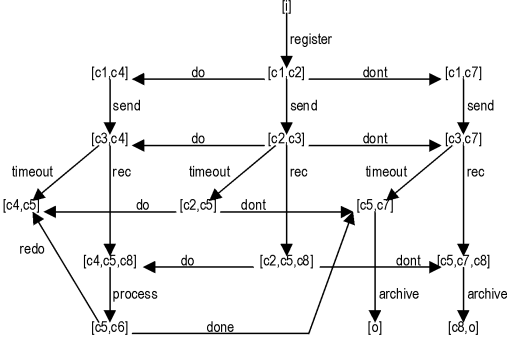 [i]
register
[c1,c4] do [c1,c2] dont [c1,c7]
send send send
[c3,c4] do [c2,c3] dont [c3,c7]
timeout rec timeout rec timeout rec
[c4,c5] do [c2,c5] dont [c5,c7]
redo
[c4,c5,c8] do [c2,c5,c8] dont [c5,c7,c8]
process archive archive
[c5,c6] done [o] [c8,o]